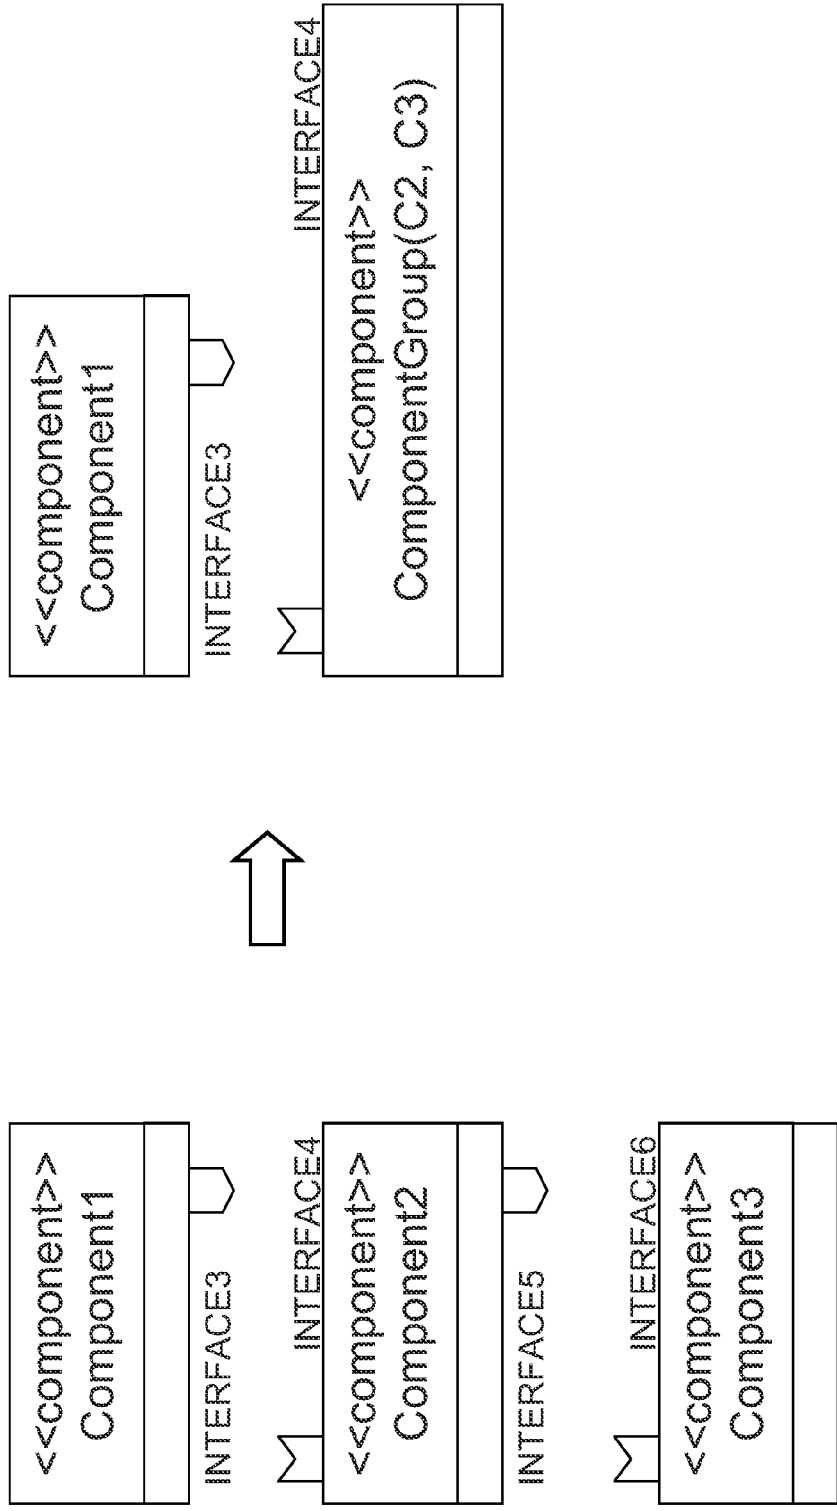 <<component>>
Component1
INTERFACE3
INTERFACE4
<<component>>
Component2
INTERFACE5
INTERFACE6
<<component>>
Component3
<<component>>
Component1
INTERFACE3
INTERFACE4
<<component>>
ComponentGroup(C2, C3)